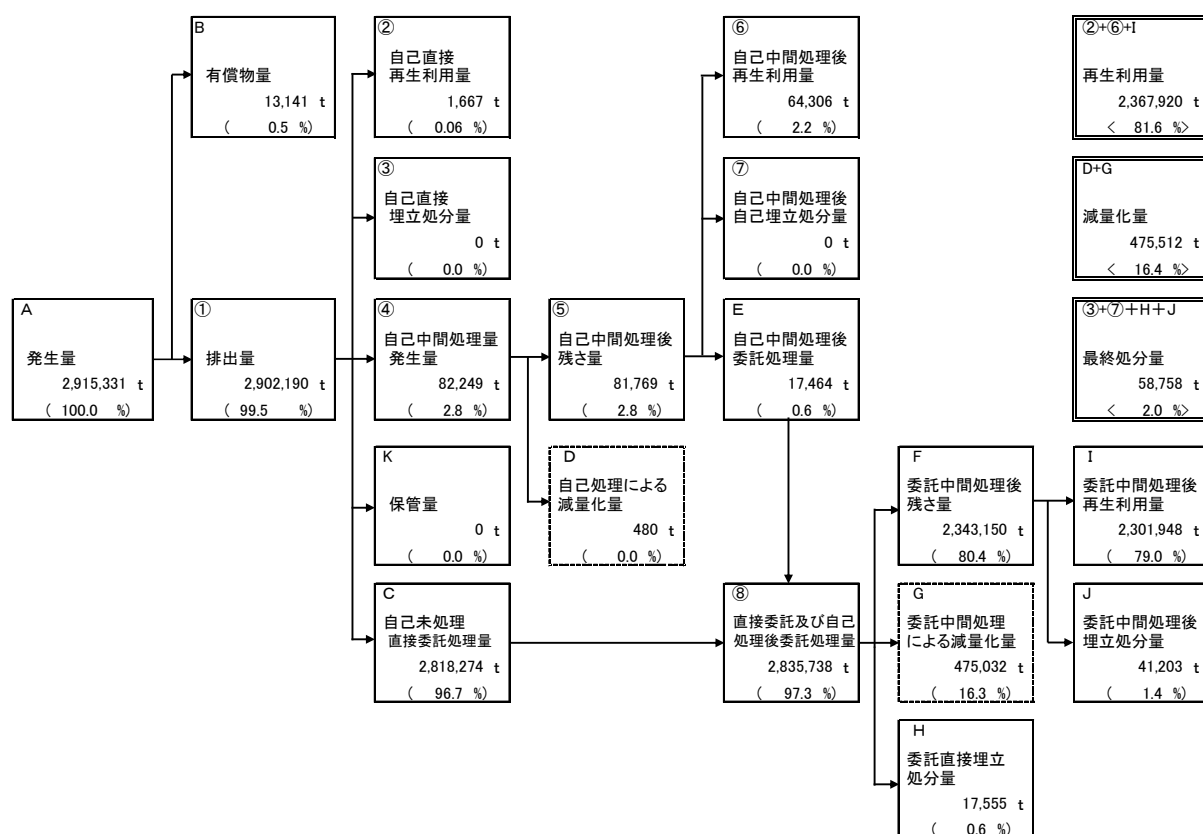 B
有償物量
13,141 t
( 0.5 %)
②
自己直接
再生利用量
1,667 t
( 0.06 %)
⑥
自己中間処理後
再生利用量
64,306 t
( 2.2 %)
②+⑥+I
再生利用量
2,367,920 t
< 81.6 %>
③
自己直接
埋立処分量
0 t
( 0.0 %)
⑦
自己中間処理後
自己埋立処分量
0 t
( 0.0 %)
D+G
減量化量
475,512 t
< 16.4 %>
A
発生量
2,915,331 t
( 100.0 %)
①
排出量
2,902,190 t
( 99.5 %)
④
自己中間処理量
発生量
82,249 t
( 2.8 %)
⑤
自己中間処理後
残さ量
81,769 t
( 2.8 %)
E
自己中間処理後
委託処理量
17,464 t
( 0.6 %)
③+⑦+H+J
最終処分量
58,758 t
< 2.0 %>
K
保管量
0 t
( 0.0 %)
D
自己処理による
減量化量
480 t
( 0.0 %)
F
委託中間処理後
残さ量
2,343,150 t
( 80.4 %)
I
委託中間処理後
再生利用量
2,301,948 t
( 79.0 %)
C
自己未処理
直接委託処理量
2,818,274 t
( 96.7 %)
⑧
直接委託及び自己
処理後委託処理量
2,835,738 t
( 97.3 %)
G
委託中間処理
による減量化量
475,032 t
( 16.3 %)
J
委託中間処理後
埋立処分量
41,203 t
( 1.4 %)
H
委託直接埋立
処分量
17,555 t
( 0.6 %)